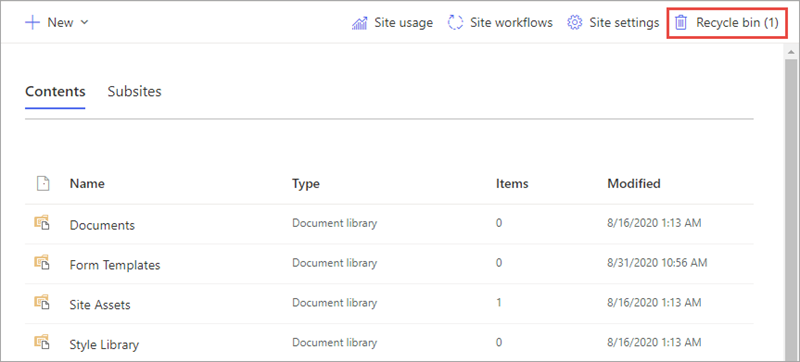 New Site usage Site workflows Site settings Recycle bin (1)
Contents Subsites
Name Type Items Modified
Documents Document library 0 8/16/2020 1:13 AM
Form Templates Document library 0 8/31/2020 10:56 AM
Site Assets Document library 1 8/16/2020 1:13 AM
Style Library Document library 0 8/16/2020 1:13 AM